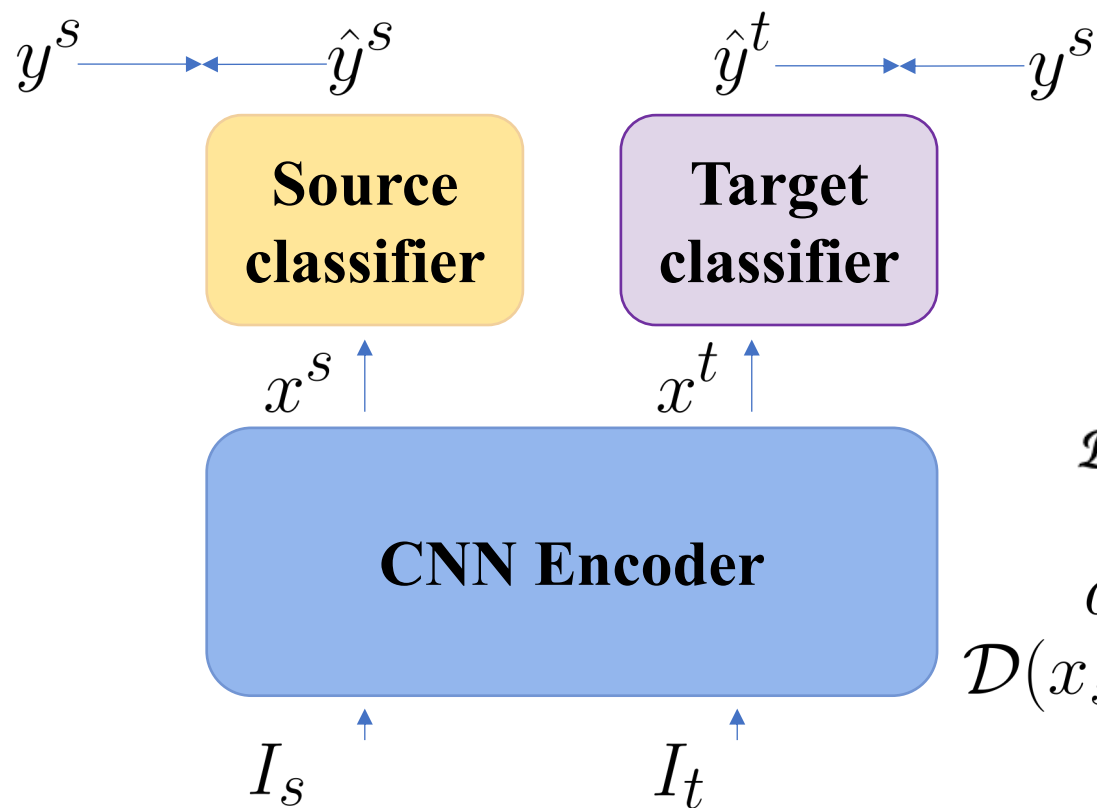 y^s ŷ^s ŷ^t y^s
Source
classifier
Target
classifier
x^s x^t
CNN Encoder
D(x
I_s I_t